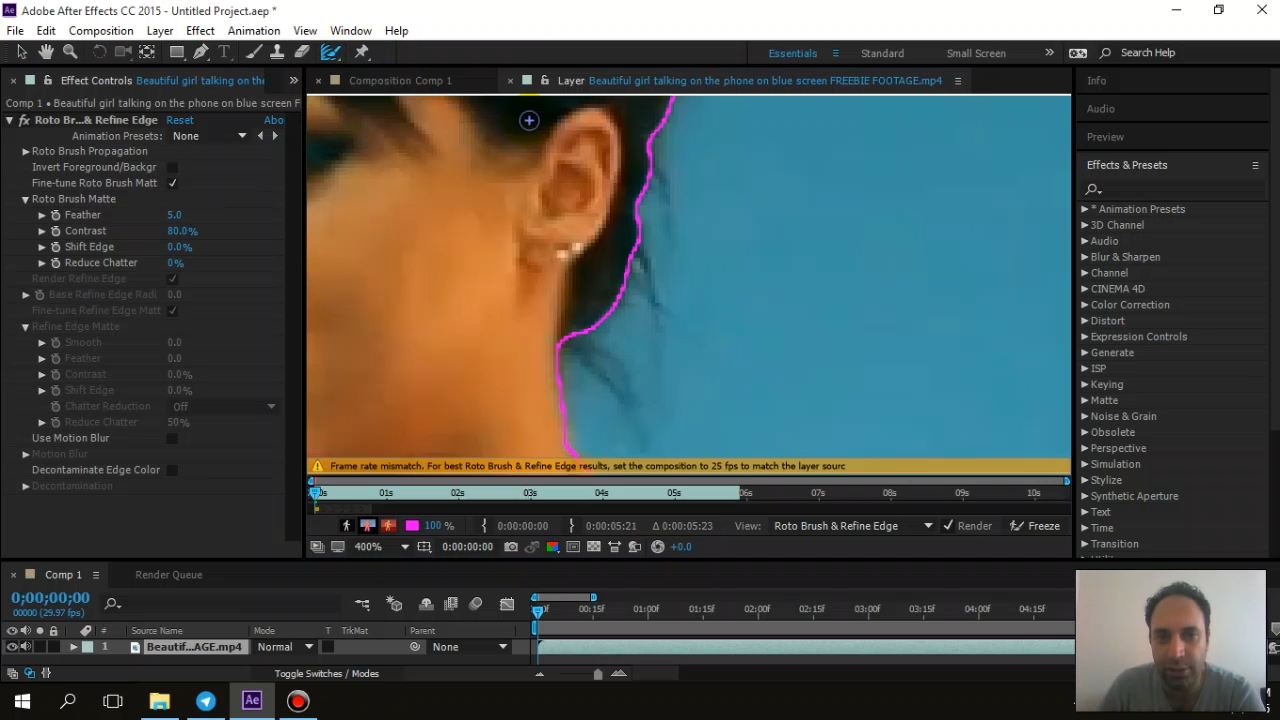 Adobe After Effects CC 2015 - Untitled Project.aep *
File Edit Composition Layer Effect Animation View Window Help
Essentials Standard Small Screen Search Help
Effect Controls Beautiful girl talking on the
Composition Comp 1
Layer Beautiful girl talking on the phone on blue screen FREEBIE FOOTAGE.mp4
Comp 1 • Beautiful girl talking on the phone on blue screen F
Roto Br...& Refine Edge Reset Abo
Animation Presets: None
Roto Brush Propagation
Invert Foreground/Backgr
Fine-tune Roto Brush Matt
Roto Brush Matte
Feather 5.0
Contrast 80.0%
Shift Edge 0.0%
Reduce Chatter 0%
Render Refine Edge
Base Refine Edge Radi 0.0
Fine-tune Refine Edge Matt
Refine Edge Matte
Smooth 0.0
Feather 0.0
Contrast 0.0%
Shift Edge 0.0%
Chatter Reduction Off
Reduce Chatter 50%
Use Motion Blur
Motion Blur
Decontaminate Edge Color
Decontamination
Frame rate mismatch. For best Roto Brush & Refine Edge results, set the composition to 25 fps to match the layer sourc
0s 01s 02s 03s 04s 05s 06s 07s 08s 09s 10s
100 % 0:00:00:00 0:00:05:21 Δ 0:00:05:23 View: Roto Brush & Refine Edge Render Freeze
400% 0:00:00:00 +0.0
Info
Audio
Preview
Effects & Presets
* Animation Presets
3D Channel
Audio
Blur & Sharpen
Channel
CINEMA 4D
Color Correction
Distort
Expression Controls
Generate
ISP
Keying
Matte
Noise & Grain
Obsolete
Perspective
Simulation
Stylize
Synthetic Aperture
Text
Time
Transition
Comp 1 Render Queue
0;00;00;00
00000 (29.97 fps)
00:15f 01:00f 01:15f 02:00f 02:15f 03:00f 03:15f 04:00f 04:15f
# Source Name Mode T TrkMat Parent
1 Beautif...AGE.mp4 Normal None
Toggle Switches / Modes
Ae